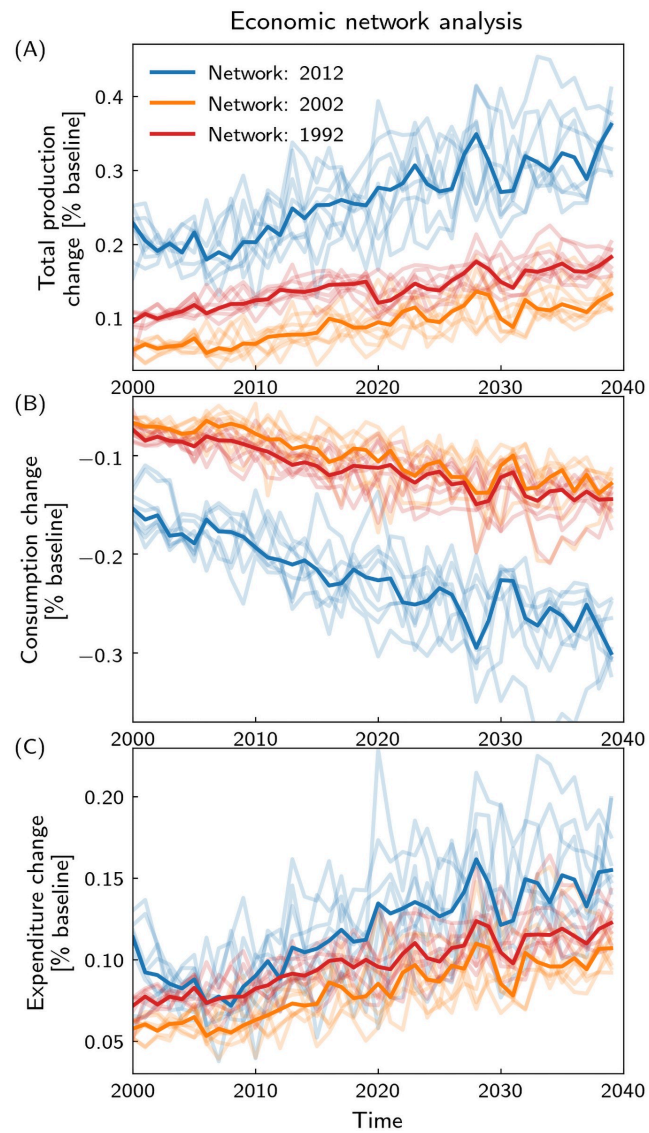 Economic network analysis
(A)
Network: 2012
Network: 2002
Network: 1992
Total production
change [% baseline]
0.4
0.3
0.2
0.1
2000 2010 2020 2030 2040
(B)
Consumption change
[% baseline]
−0.1
−0.2
−0.3
2000 2010 2020 2030 2040
(C)
Expenditure change
[% baseline]
0.20
0.15
0.10
0.05
2000 2010 2020 2030 2040
Time